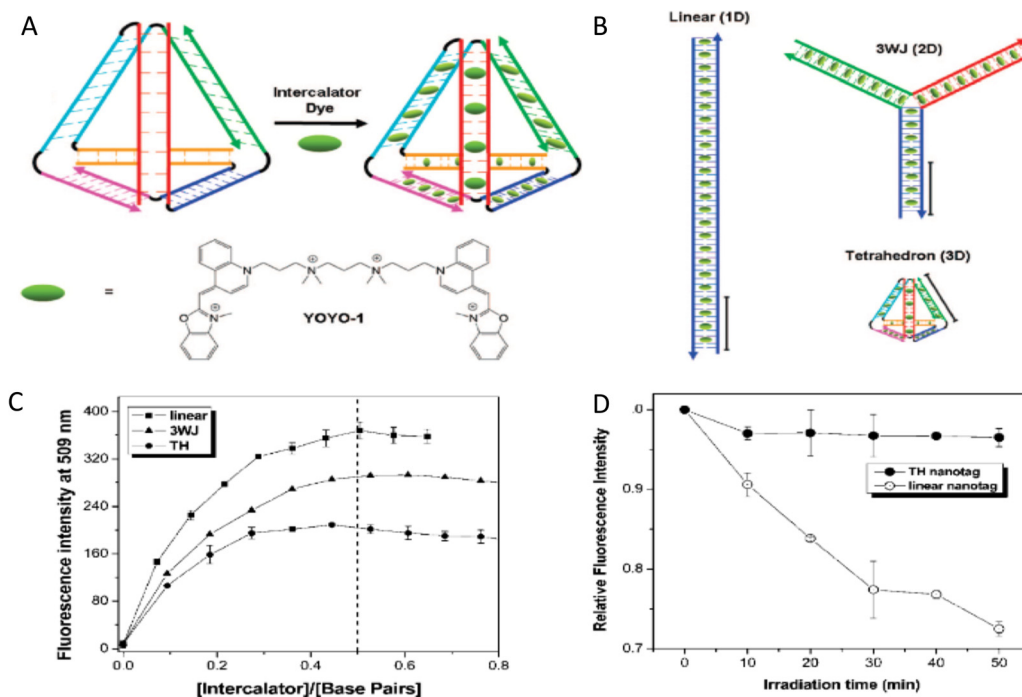 A
Intercalator
Dye
=
YOYO-1
N
N
N
N
O
N
N
O
B
Linear (1D)
3WJ (2D)
Tetrahedron (3D)
C
Fluorescence intensity at 509 nm
400
320
240
160
80
0
linear
3WJ
TH
0.0
0.2
0.4
0.6
0.8
[Intercalator]/[Base Pairs]
D
Relative Fluorescence Intensity
.0
0.9
0.8
0.7
TH nanotag
linear nanotag
0
10
20
30
40
50
Irradiation time (min)